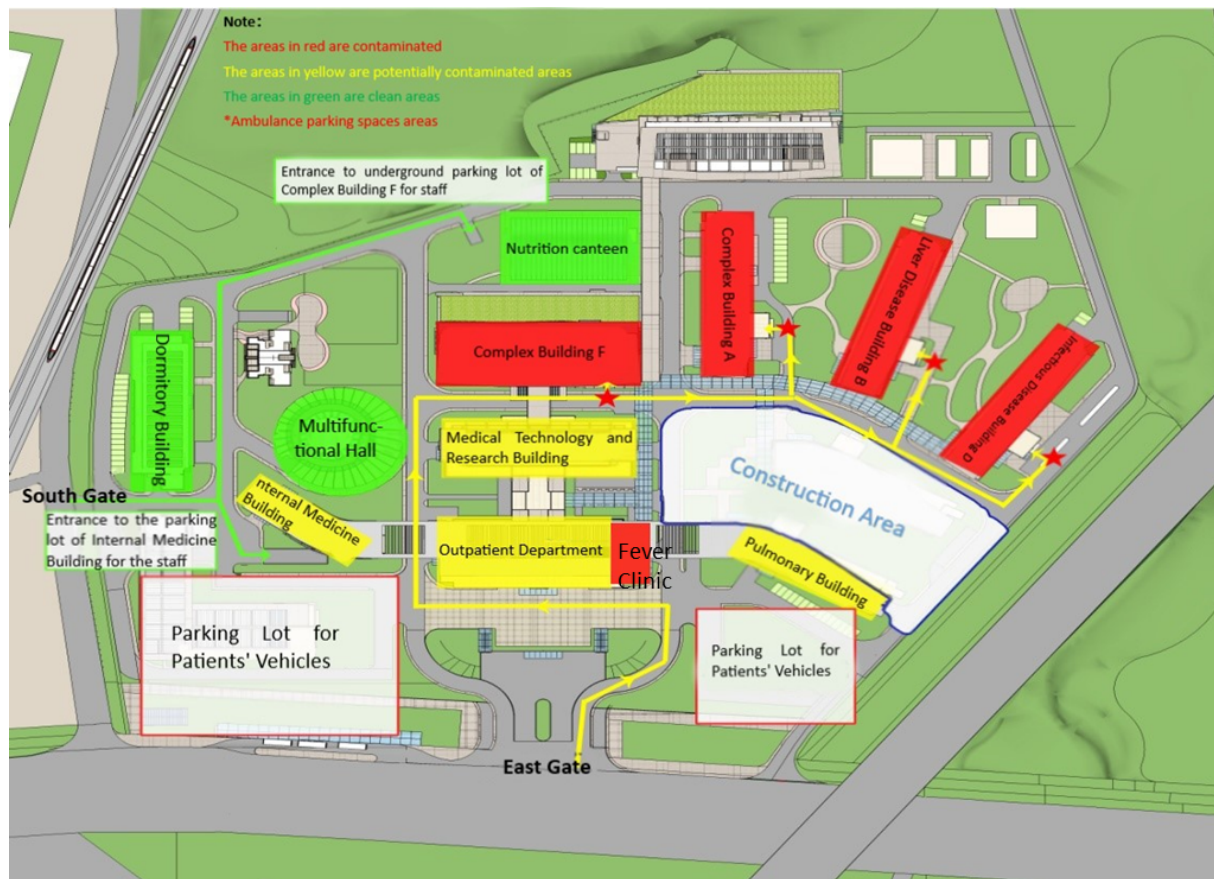 Note:
The areas in red are contaminated
The areas in yellow are potentially contaminated areas
The areas in green are clean areas
*Ambulance parking spaces areas
Entrance to underground parking lot of
Complex Building F for staff
Nutrition canteen
Complex Building A
Liver Disease Building B
Infectious Disease Building D
Complex Building F
Dormitory Building
Multifunc-
tional Hall
Medical Technology and
Research Building
Construction Area
South Gate
Entrance to the parking
lot of Internal Medicine
Building for the staff
nternal Medicine
Building
Outpatient Department
Fever
Clinic
Pulmonary Building
Parking Lot for
Patients' Vehicles
Parking Lot for
Patients' Vehicles
East Gate